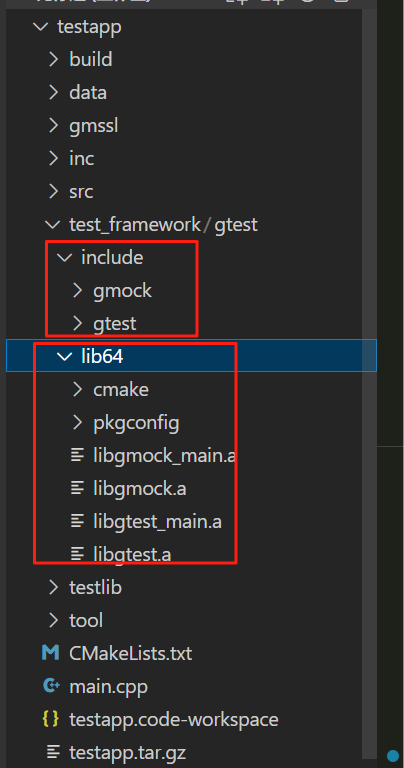 testapp
build
data
gmssl
inc
src
test_framework/gtest
include
gmock
gtest
lib64
cmake
pkgconfig
libgmock_main.a
libgmock.a
libgtest_main.a
libgtest.a
testlib
tool
CMakeLists.txt
main.cpp
testapp.code-workspace
testapp.tar.gz